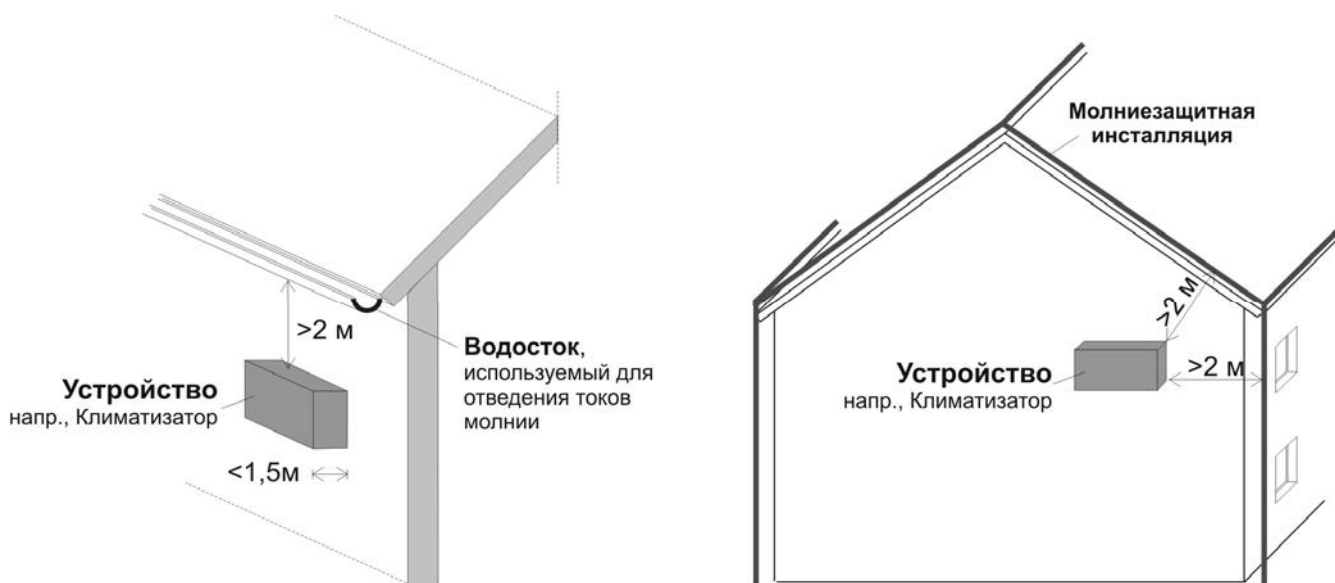 >2 м
Устройство
напр., Климатизатор
<1,5м
Водосток,
используемый для
отведения токов
молнии
Молниезащитная
инсталляция
>2 м
>2 м
Устройство
напр., Климатизатор